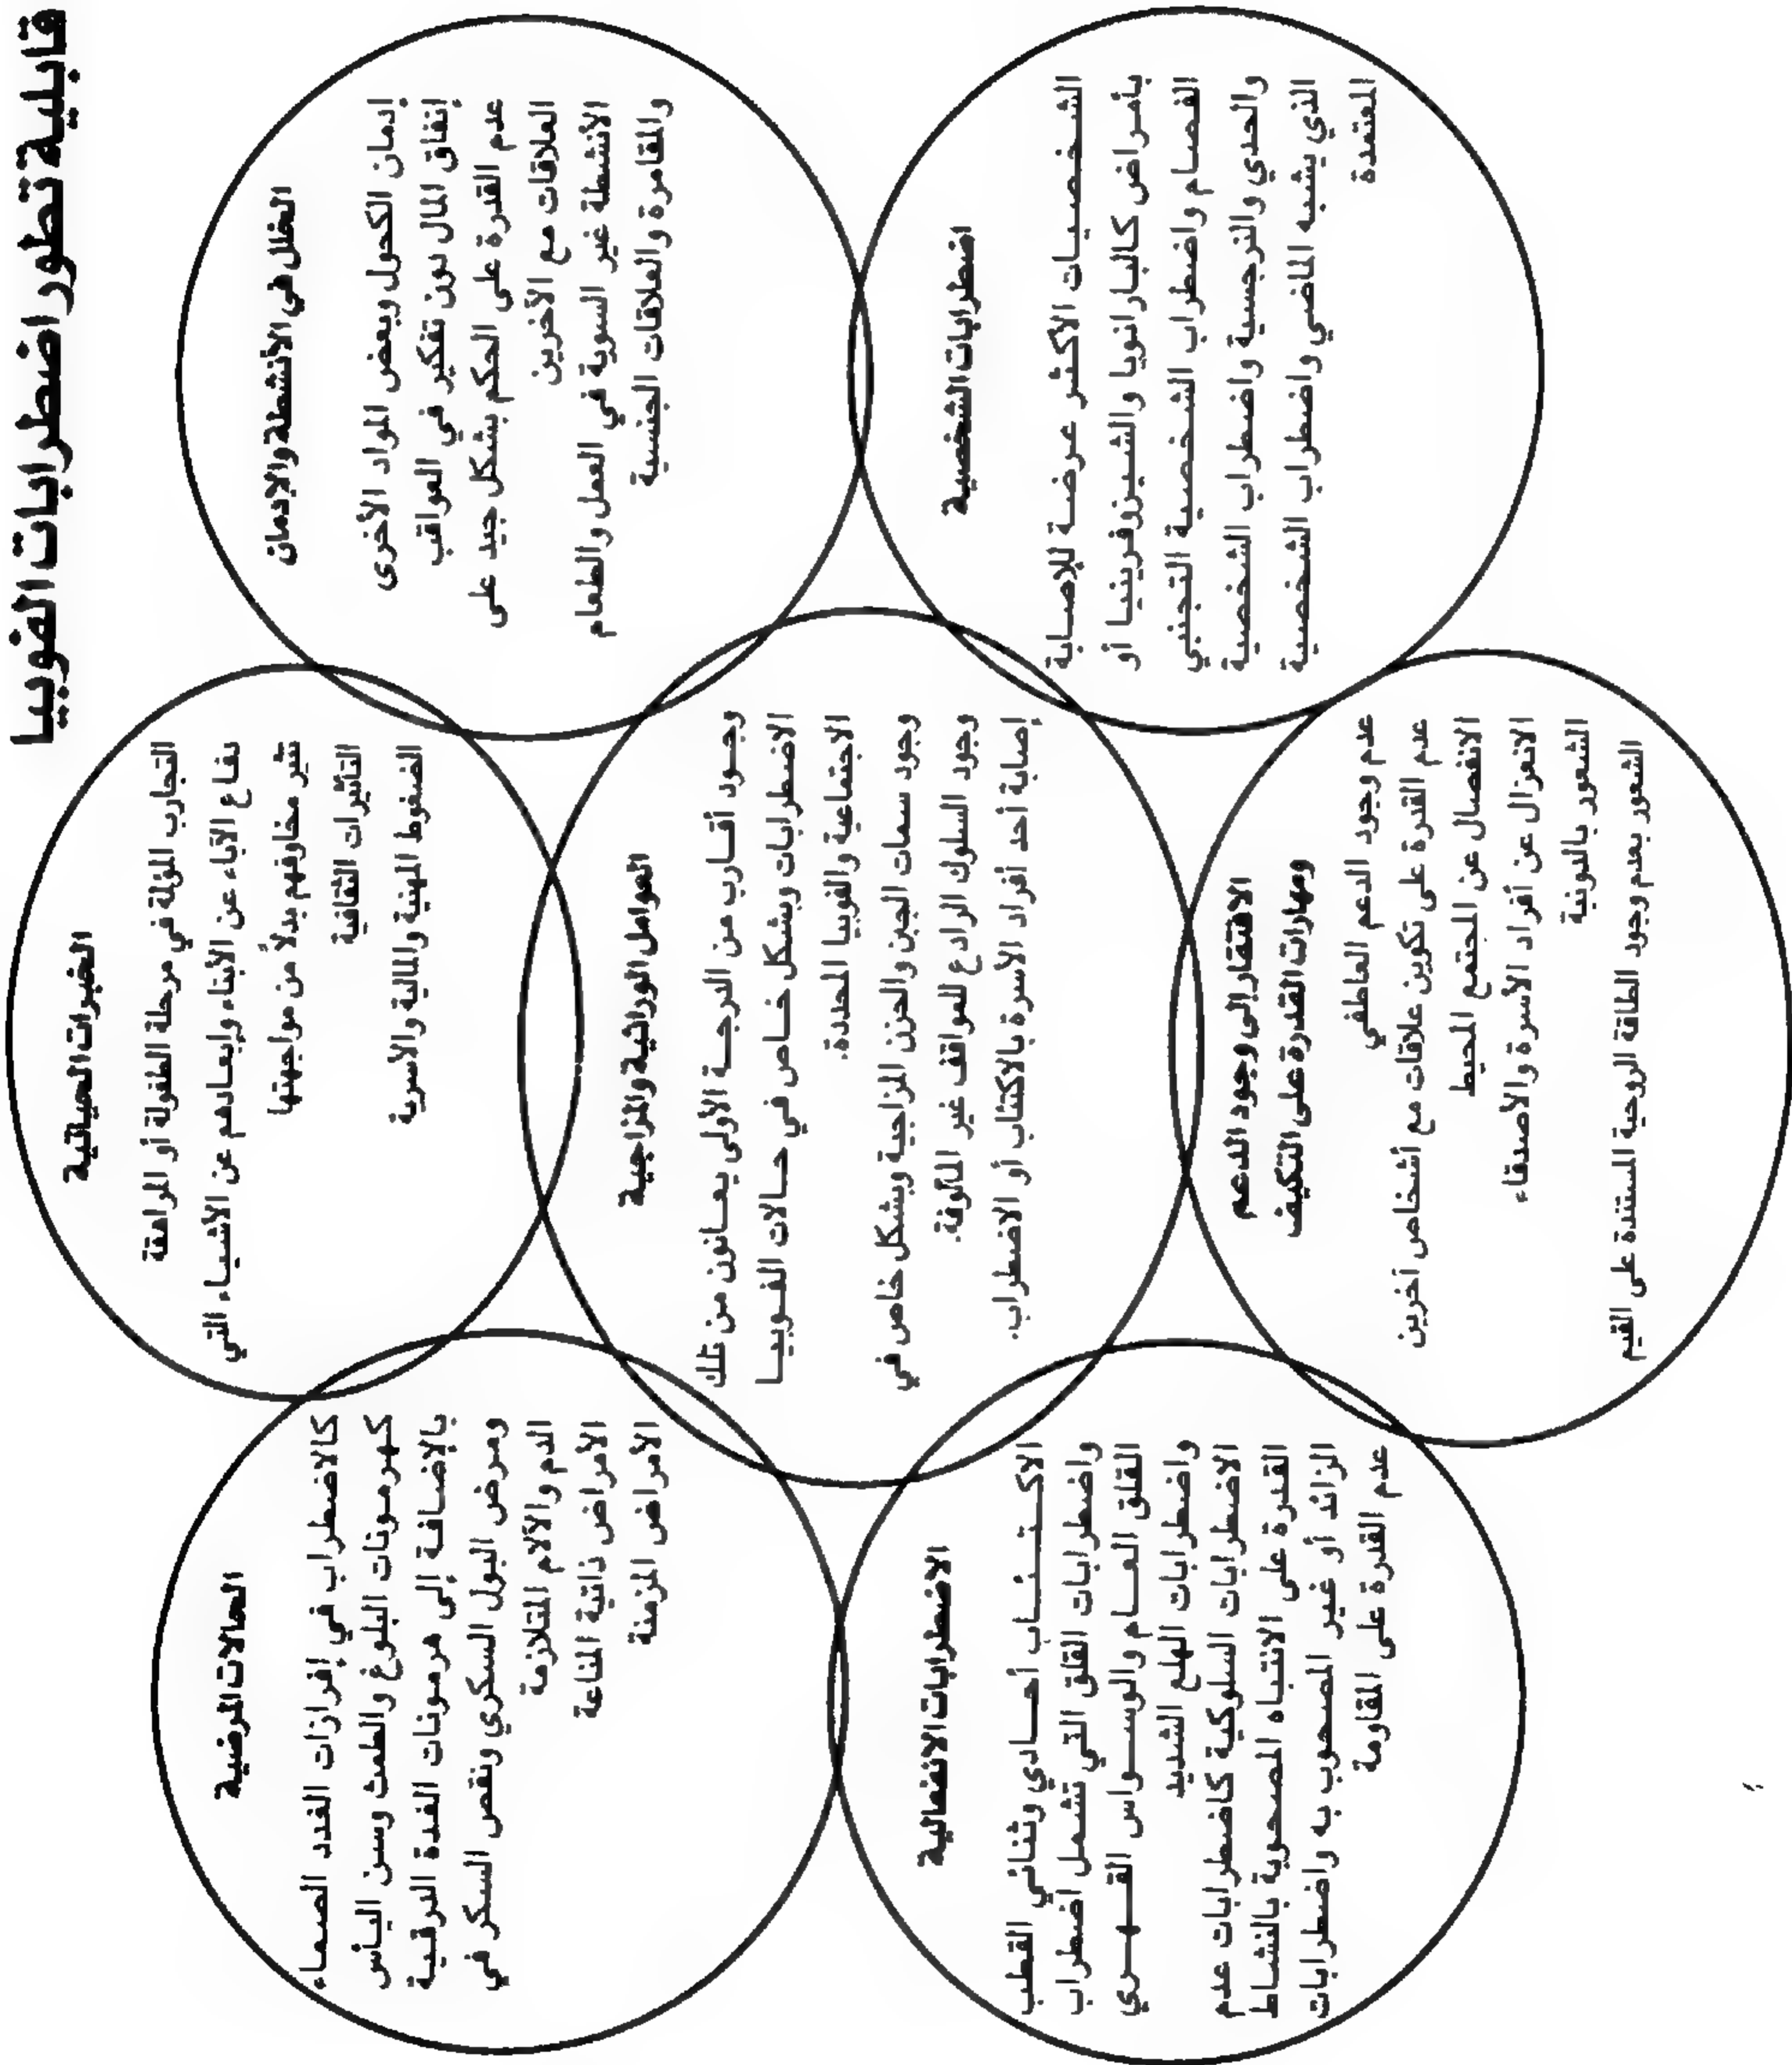 قابلية تطور اضطرابات الفوبيا
الخلل في الأنشطة والإدمان
إدمان الكحول وبعض المواد الأخرى
إنفاق المال دون تفكير في العواقب
عدم القدرة على الحكم بشكل جيد على
العلاقات مع الآخرين
الأنشطة غير السوية في العمل والطعام
والمقامرة والعلاقات الجنسية
الخبرات الحياتية
التجارب المؤلمة في مرحلة الطفولة أو المراهقة
دفاع الآباء عن الأبناء وإبعادهم عن الأشياء التي
تثير مخاوفهم بدلاً من مواجهتها
التأثيرات الثقافية
الضغوط المهنية والمالية والأسرية
الحالات المرضية
كالاضطراب في إفرازات الغدد الصماء
كهرمونات البلوغ والطمث وسن اليأس
بالإضافة إلى هرمونات الغدة الدرقية
ومرض البول السكري ونقص السكر في
الدم والآلام المتلازمة
الأمراض ذاتية المناعة
الأمراض المزمنة
اضطرابات الشخصية
الشخصيات الأكثر عرضة للإصابة
بأمراض كالبارانويا والشيزوفرينيا أو
الفصام واضطراب الشخصية التجنبي
والحدي والنرجسية واضطراب الشخصية
الذي يشبه الماضي واضطراب الشخصية
المعتمدة
العوامل الوراثية والمزاجية
وجود أقارب من الدرجة الأولى يعانون من تلك
الاضطرابات وبشكل خاص في حالات الفوبيا
الاجتماعية والفوبيا المحددة.
وجود سمات الجبن والحزن المزاجية وبشكل خاص في
وجود السلوك الرادع للمواقف غير المألوفة.
إصابة أحد أفراد الأسرة بالاكتئاب أو الاضطراب.
الاضطرابات الانفعالية
الاكتئاب أحادي وثنائي القطب
واضطرابات القلق التي تشمل اضطراب
القلق العام والوسواس القهري
واضطرابات الهلع الشديد
الاضطرابات السلوكية كاضطرابات عدم
القدرة على الانتباه المصحوبة بالنشاط
الزائد أو غير المصحوب به واضطرابات
عدم القدرة على المقاومة
الافتقار إلى وجود الدعم
ومهارات القدرة على التكيف
عدم وجود الدعم العاطفي
عدم القدرة على تكوين علاقات مع أشخاص آخرين
الانفصال عن المجتمع المحيط
الانعزال عن أفراد الأسرة والأصدقاء
الشعور بالدونية
الشعور بعدم وجود الطاقة الروحية المستندة على القيم